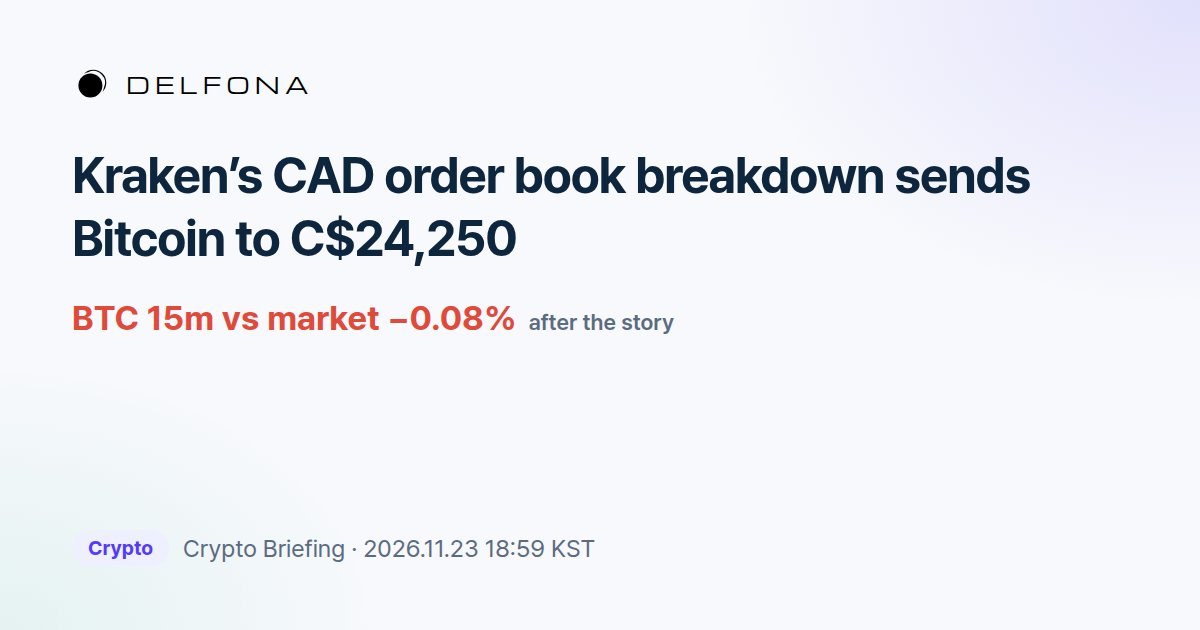 DELFONA
Kraken’s CAD order book breakdown sends
Bitcoin to C$24,250
BTC 15m vs market −0.08% after the story
Crypto Crypto Briefing · 2026.11.23 18:59 KST